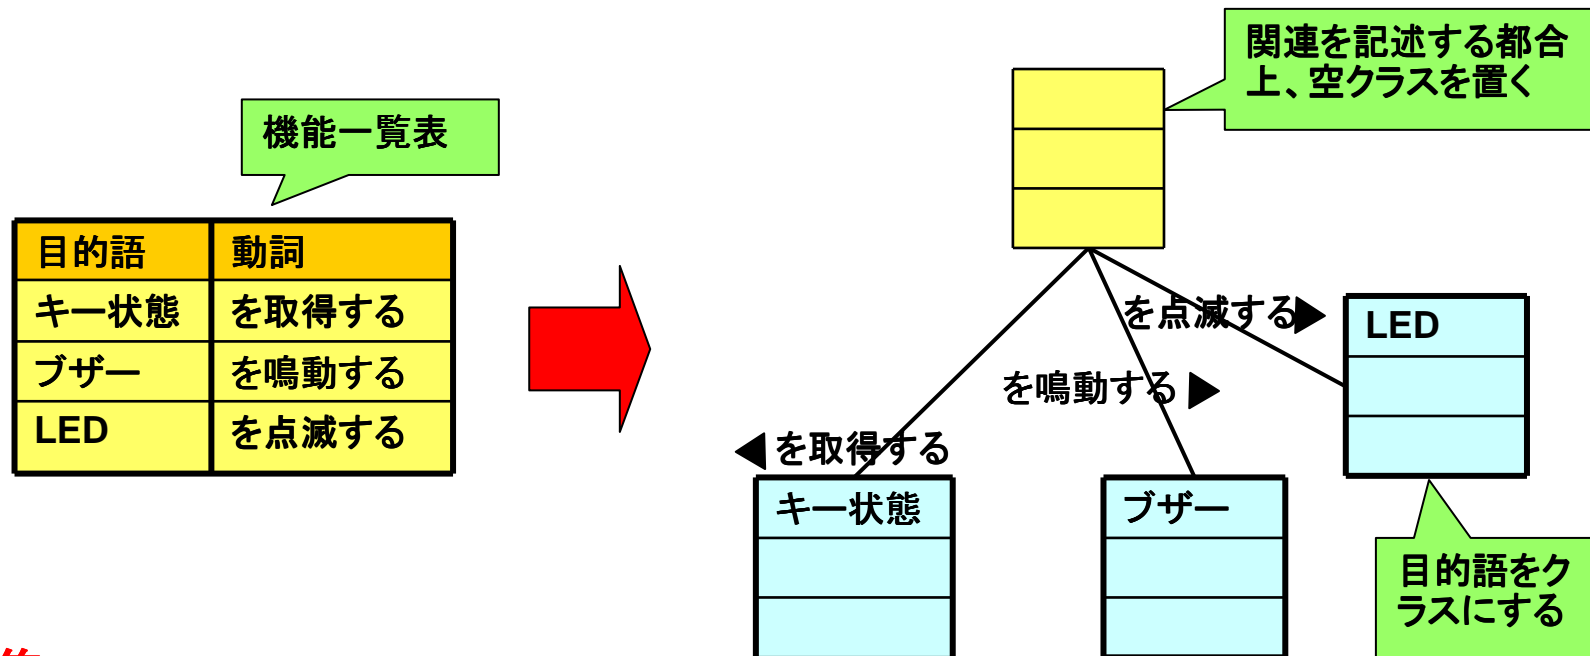 関連を記述する都合
上、空クラスを置く
機能一覧表
目的語 動詞
キー状態 を取得する
ブザー を鳴動する
LED を点滅する
を点滅する▶
LED
を鳴動する▶
◀を取得する
キー状態
ブザー
目的語をク
ラスにする